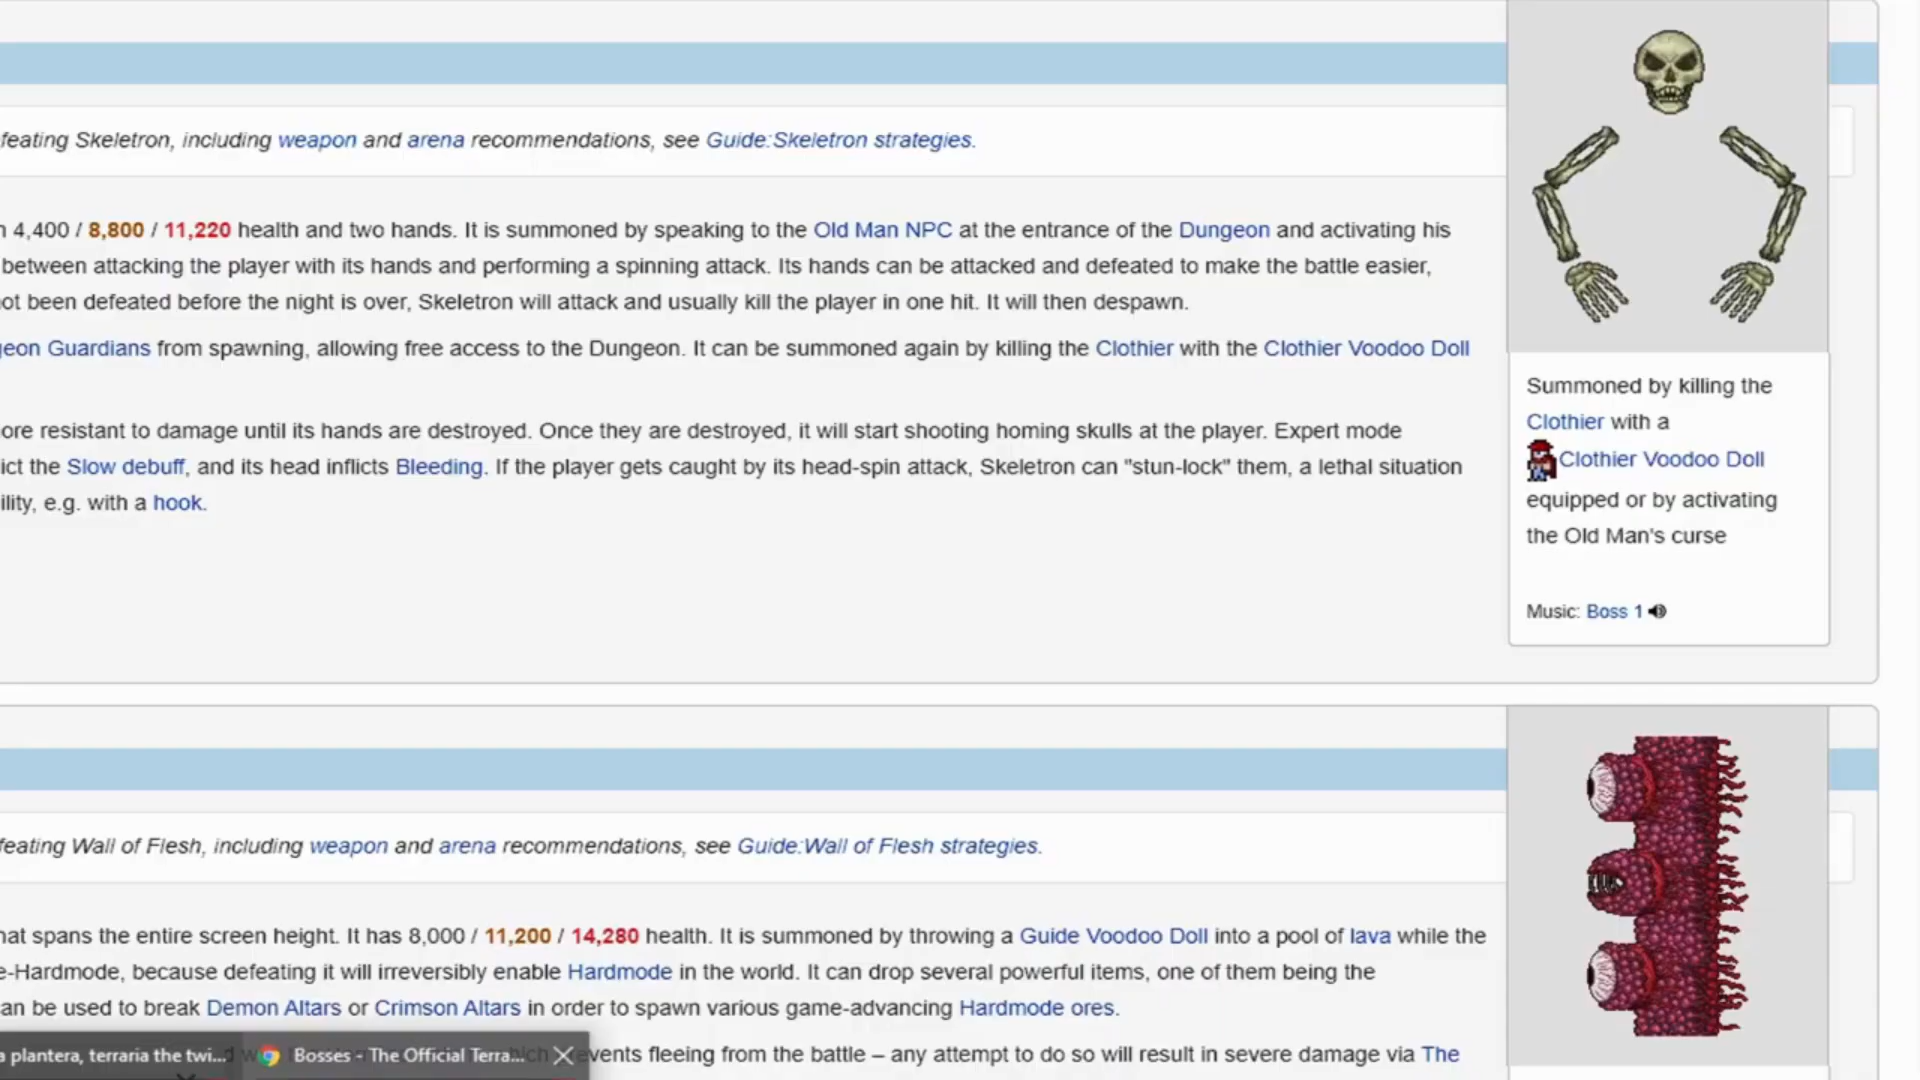 feating Skeletron, including weapon and arena recommendations, see Guide:Skeletron strategies.
n 4,400 / 8,800 / 11,220 health and two hands. It is summoned by speaking to the Old Man NPC at the entrance of the Dungeon and activating his
between attacking the player with its hands and performing a spinning attack. Its hands can be attacked and defeated to make the battle easier,
ot been defeated before the night is over, Skeletron will attack and usually kill the player in one hit. It will then despawn.
geon Guardians from spawning, allowing free access to the Dungeon. It can be summoned again by killing the Clothier with the Clothier Voodoo Doll
ore resistant to damage until its hands are destroyed. Once they are destroyed, it will start shooting homing skulls at the player. Expert mode
ict the Slow debuff, and its head inflicts Bleeding. If the player gets caught by its head-spin attack, Skeletron can "stun-lock" them, a lethal situation
ility, e.g. with a hook.
Summoned by killing the
Clothier with a
Clothier Voodoo Doll
equipped or by activating
the Old Man's curse
Music: Boss 1
feating Wall of Flesh, including weapon and arena recommendations, see Guide:Wall of Flesh strategies.
hat spans the entire screen height. It has 8,000 / 11,200 / 14,280 health. It is summoned by throwing a Guide Voodoo Doll into a pool of lava while the
e-Hardmode, because defeating it will irreversibly enable Hardmode in the world. It can drop several powerful items, one of them being the
an be used to break Demon Altars or Crimson Altars in order to spawn various game-advancing Hardmode ores.
vents fleeing from the battle – any attempt to do so will result in severe damage via The
a plantera, terraria the twi...
Bosses - The Official Terra...